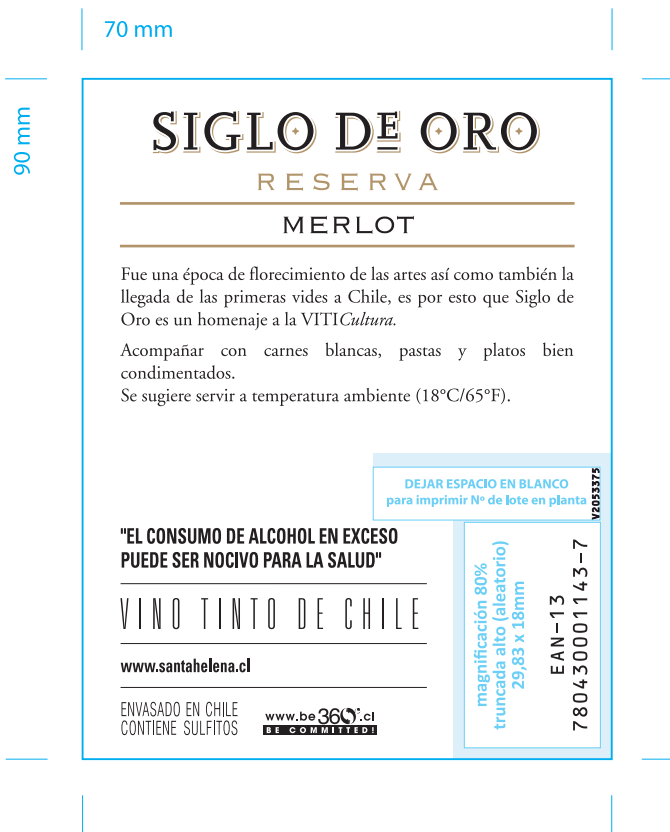 70 mm
90 mm
SIGLO DE ORO
RESERVA
MERLOT
Fue una época de florecimiento de las artes así como también la
llegada de las primeras vides a Chile, es por esto que Siglo de
Oro es un homenaje a la VITICultura.
Acompañar con carnes blancas, pastas y platos bien
condimentados.
Se sugiere servir a temperatura ambiente (18°C/65°F).
DEJAR ESPACIO EN BLANCO
para imprimir Nº de lote en planta
V2053375
"EL CONSUMO DE ALCOHOL EN EXCESO
PUEDE SER NOCIVO PARA LA SALUD"
VINO TINTO DE CHILE
www.santahelena.cl
ENVASADO EN CHILE
CONTIENE SULFITOS
www.be360°.cl
BE COMMITTED!
magnificación 80%
truncada alto (aleatorio)
29,83 x 18mm
EAN-13
780430001143-7